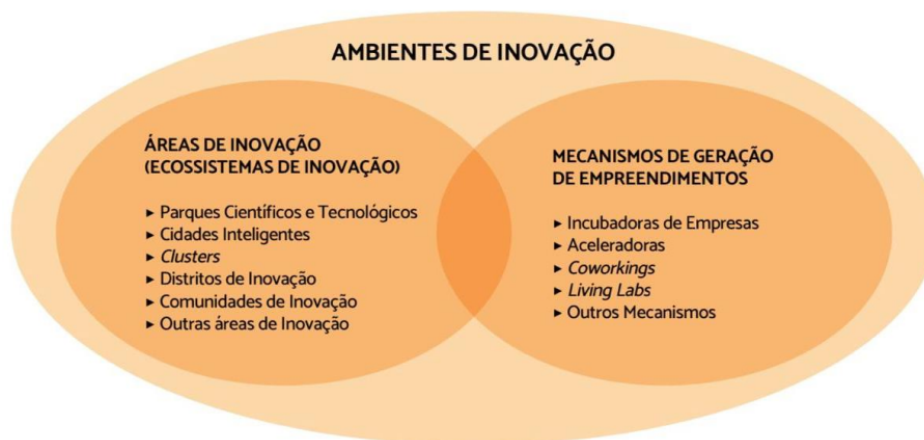 AMBIENTES DE INOVAÇÃO
ÁREAS DE INOVAÇÃO
(ECOSSISTEMAS DE INOVAÇÃO)
► Parques Científicos e Tecnológicos
► Cidades Inteligentes
► Clusters
► Distritos de Inovação
► Comunidades de Inovação
► Outras áreas de Inovação
MECANISMOS DE GERAÇÃO
DE EMPREENDIMENTOS
► Incubadoras de Empresas
► Aceleradoras
► Coworkings
► Living Labs
► Outros Mecanismos